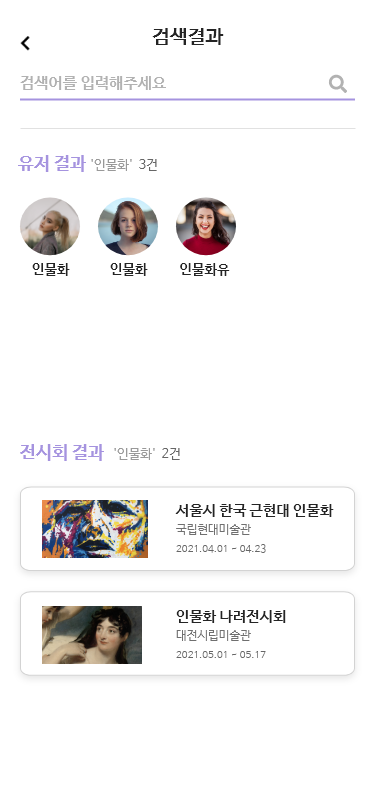 검색결과
검색어를 입력해주세요
유저 결과 '인물화' 3건
인물화 인물화 인물화유
전시회 결과 '인물화' 2건
서울시 한국 근현대 인물화
국립현대미술관
2021.04.01 - 04.23
인물화 나려전시회
대전시립미술관
2021.05.01 - 05.17